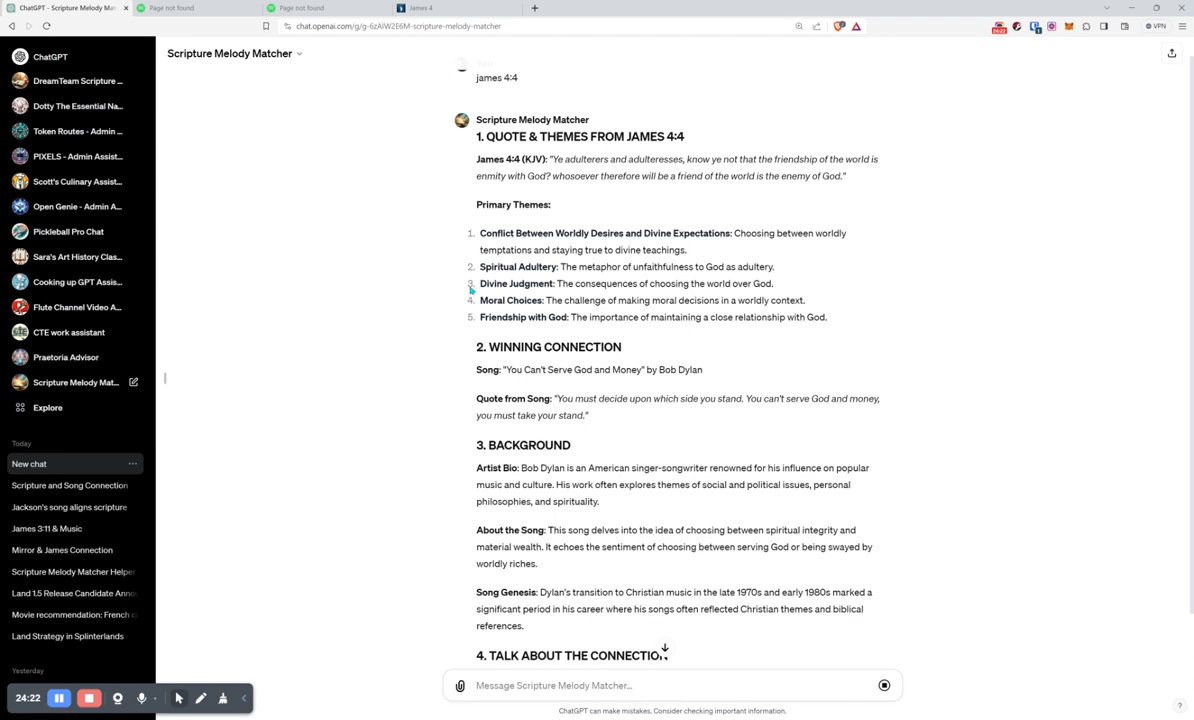 ChatGPT - Scripture Melody Mat
Page not found
Page not found
James 4
chat.openai.com/g/g-6zAlW2E6M-scripture-melody-matcher
VPN
ChatGPT
DreamTeam Scripture ...
Dotty The Essential Na...
Token Routes - Admin ...
PIXELS - Admin Assist...
Scott's Culinary Assist...
Open Genie - Admin A...
Pickleball Pro Chat
Sara's Art History Clas...
Cooking up GPT Assis...
Flute Channel Video A...
CTE work assistant
Praetoria Advisor
Scripture Melody Mat...
Explore
Today
New chat
Scripture and Song Connection
Jackson's song aligns scripture
James 3:11 & Music
Mirror & James Connection
Scripture Melody Matcher Helper
Land 1.5 Release Candidate Anno
Movie recommendation: French c
Land Strategy in Splinterlands
Yesterday
24:22
Scripture Melody Matcher
You
james 4:4
Scripture Melody Matcher
1. QUOTE & THEMES FROM JAMES 4:4
James 4:4 (KJV): "Ye adulterers and adulteresses, know ye not that the friendship of the world is
enmity with God? whosoever therefore will be a friend of the world is the enemy of God."
Primary Themes:
1. Conflict Between Worldly Desires and Divine Expectations: Choosing between worldly
temptations and staying true to divine teachings.
2. Spiritual Adultery: The metaphor of unfaithfulness to God as adultery.
3. Divine Judgment: The consequences of choosing the world over God.
4. Moral Choices: The challenge of making moral decisions in a worldly context.
5. Friendship with God: The importance of maintaining a close relationship with God.
2. WINNING CONNECTION
Song: "You Can't Serve God and Money" by Bob Dylan
Quote from Song: "You must decide upon which side you stand. You can't serve God and money,
you must take your stand."
3. BACKGROUND
Artist Bio: Bob Dylan is an American singer-songwriter renowned for his influence on popular
music and culture. His work often explores themes of social and political issues, personal
philosophies, and spirituality.
About the Song: This song delves into the idea of choosing between spiritual integrity and
material wealth. It echoes the sentiment of choosing between serving God or being swayed by
worldly riches.
Song Genesis: Dylan's transition to Christian music in the late 1970s and early 1980s marked a
significant period in his career where his songs often reflected Christian themes and biblical
references.
4. TALK ABOUT THE CONNECTION
Message Scripture Melody Matcher...
ChatGPT can make mistakes. Consider checking important information.
?